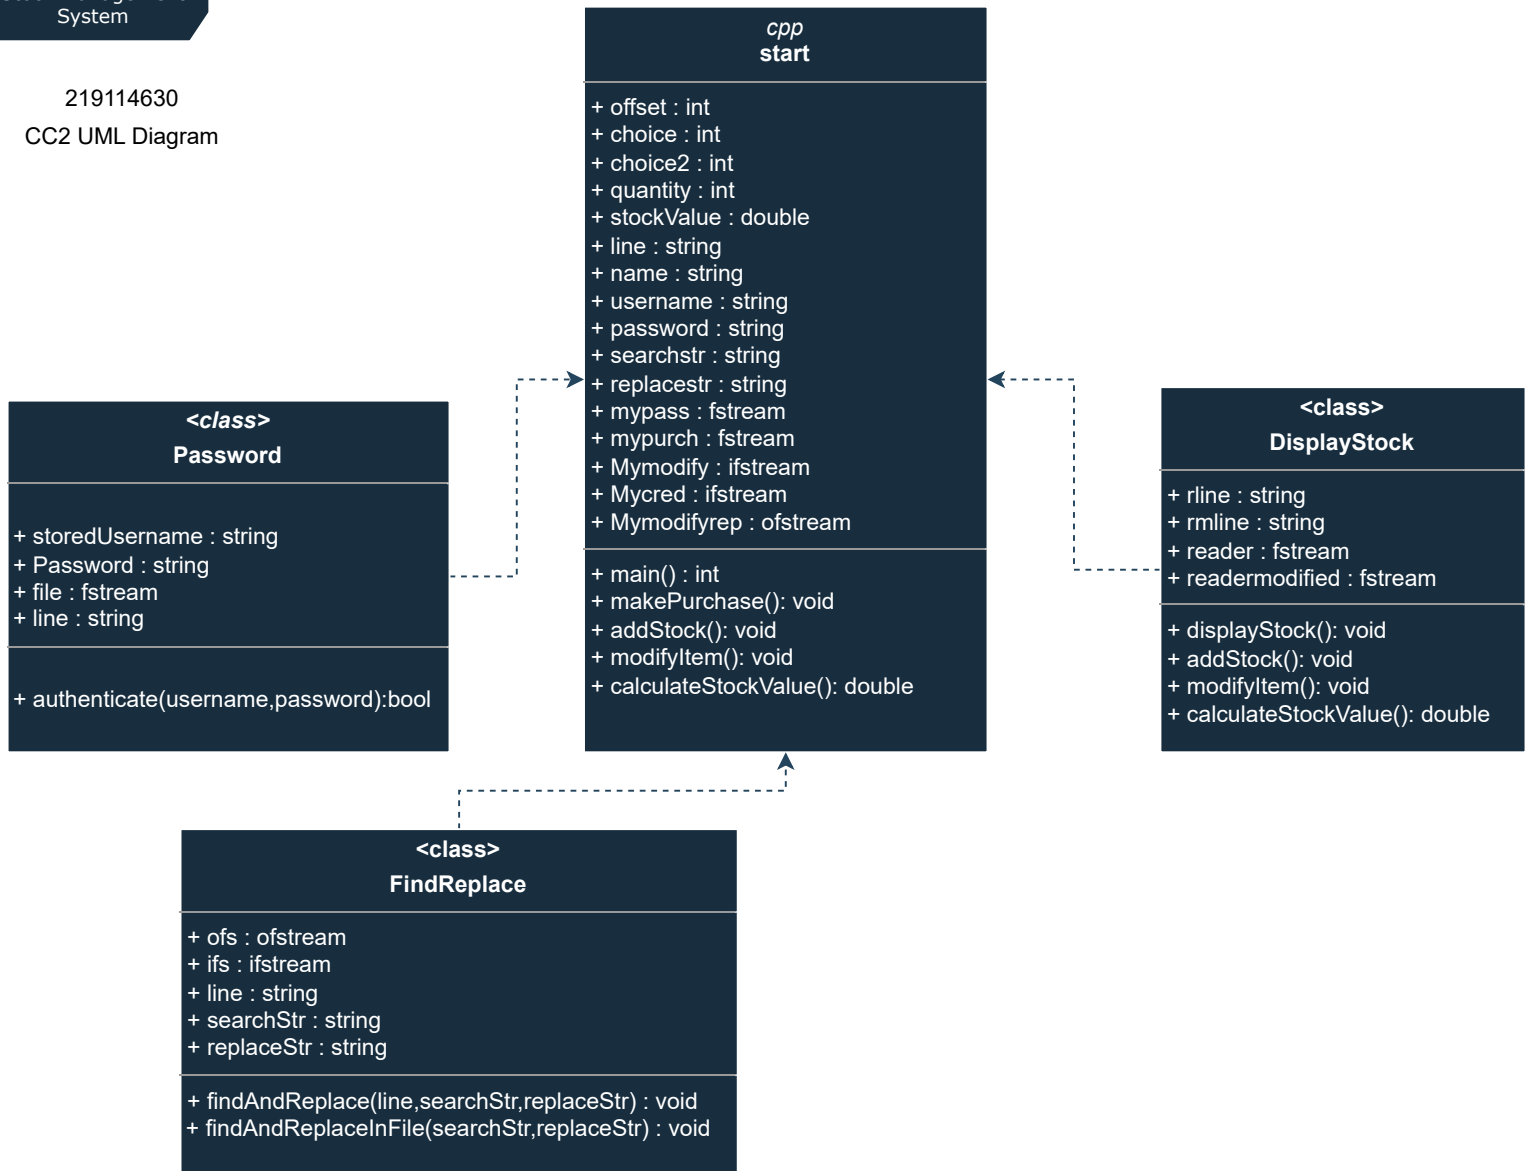 System
219114630
CC2 UML Diagram
cpp
start
+ offset : int
+ choice : int
+ choice2 : int
+ quantity : int
+ stockValue : double
+ line : string
+ name : string
+ username : string
+ password : string
+ searchstr : string
+ replacestr : string
+ mypass : fstream
+ mypurch : fstream
+ Mymodify : ifstream
+ Mycred : ifstream
+ Mymodifyrep : ofstream
+ main() : int
+ makePurchase(): void
+ addStock(): void
+ modifyItem(): void
+ calculateStockValue(): double
<class>
Password
+ storedUsername : string
+ Password : string
+ file : fstream
+ line : string
+ authenticate(username,password):bool
<class>
DisplayStock
+ rline : string
+ rmline : string
+ reader : fstream
+ readermodified : fstream
+ displayStock(): void
+ addStock(): void
+ modifyItem(): void
+ calculateStockValue(): double
<class>
FindReplace
+ ofs : ofstream
+ ifs : ifstream
+ line : string
+ searchStr : string
+ replaceStr : string
+ findAndReplace(line,searchStr,replaceStr) : void
+ findAndReplaceInFile(searchStr,replaceStr) : void